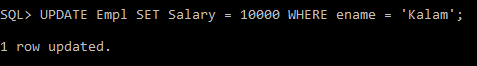 SQL> UPDATE Empl SET Salary = 10000 WHERE ename = 'Kalam';
1 row updated.